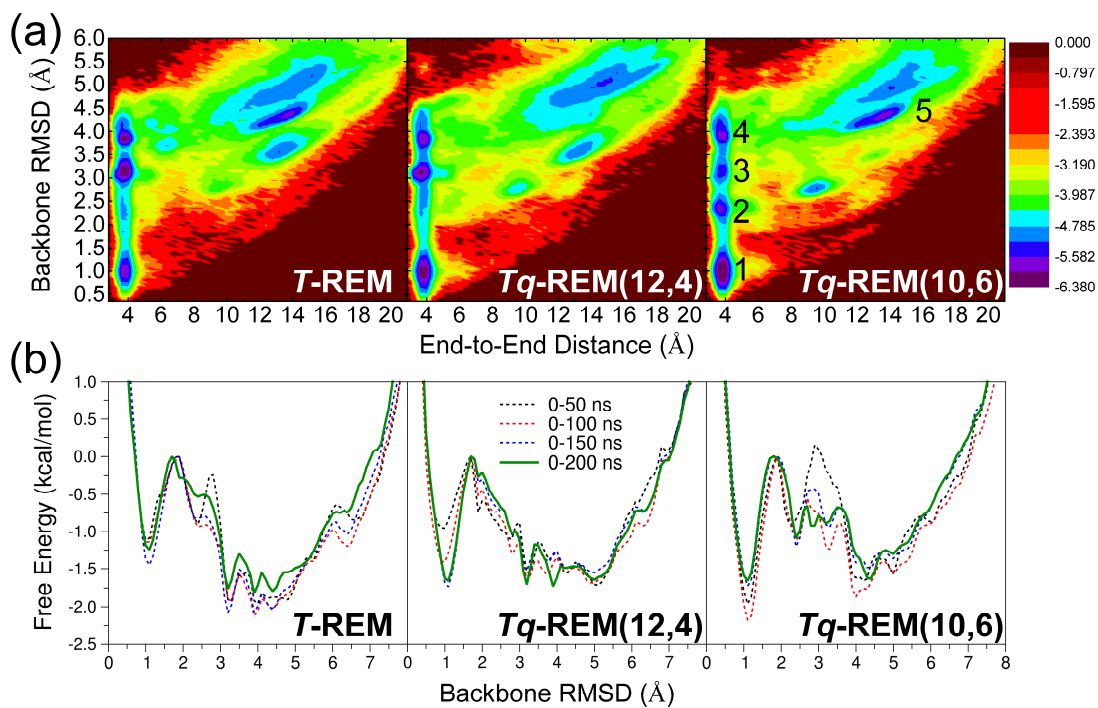 (a)
Backbone RMSD (Å)
6.0
5.5
5.0
4.5
4.0
3.5
3.0
2.5
2.0
1.5
1.0
0.5
T-REM
Tq-REM(12,4)
Tq-REM(10,6)
5
4
3
2
1
4 6 8 10 12 14 16 18 20
4 6 8 10 12 14 16 18 20
4 6 8 10 12 14 16 18 20
End-to-End Distance (Å)
0.000
-0.797
-1.595
-2.393
-3.190
-3.987
-4.785
-5.582
-6.380
(b)
Free Energy (kcal/mol)
1.0
0.5
0.0
-0.5
-1.0
-1.5
-2.0
-2.5
0-50 ns
0-100 ns
0-150 ns
0-200 ns
T-REM
Tq-REM(12,4)
Tq-REM(10,6)
0 1 2 3 4 5 6 7
0 1 2 3 4 5 6 7
0 1 2 3 4 5 6 7 8
Backbone RMSD (Å)